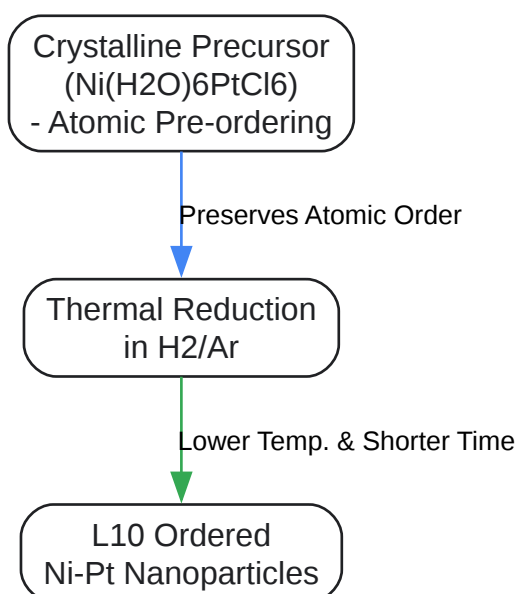 Crystalline Precursor
(Ni(H2O)6PtCl6)
- Atomic Pre-ordering
Preserves Atomic Order
Thermal Reduction
in H2/Ar
Lower Temp. & Shorter Time
L10 Ordered
Ni-Pt Nanoparticles